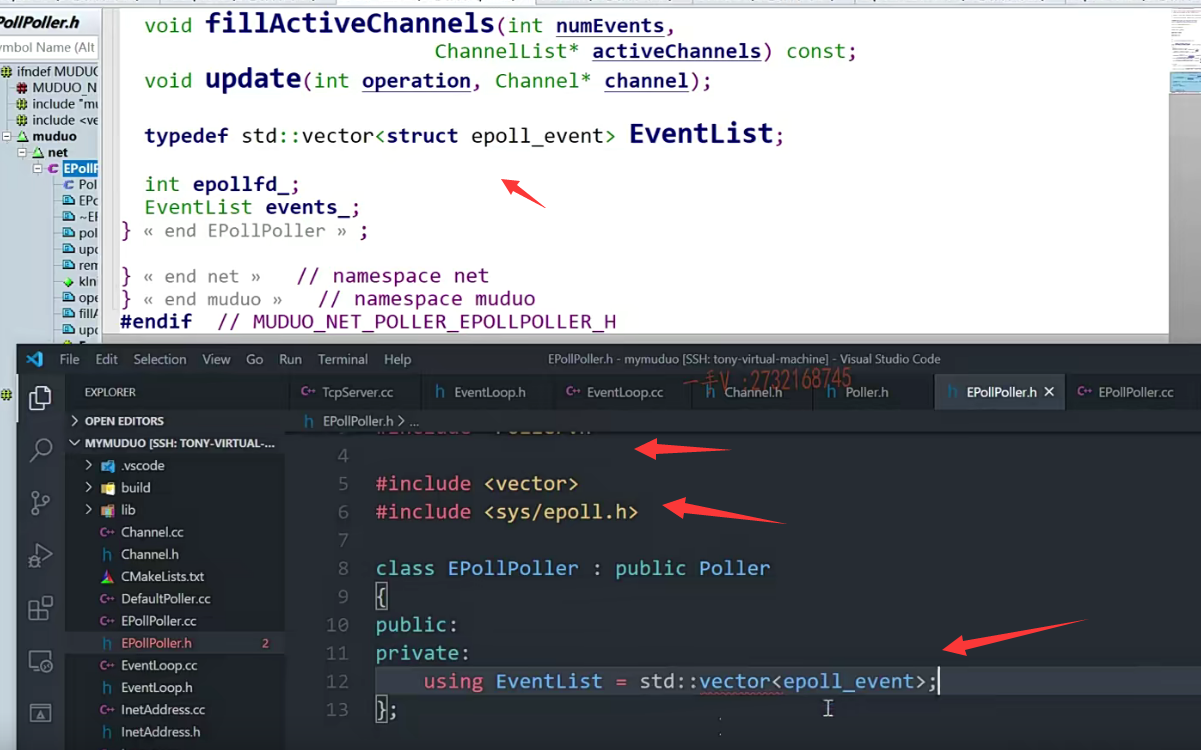 PollPoller.h
ymbol Name (Alt
ifndef MUDUO
MUDUO_N
include "mu
include <ve
muduo
net
EPollP
Pol
EPo
~EP
poll
upd
rem
kIni
ope
fillA
upd
void fillActiveChannels(int numEvents,
ChannelList* activeChannels) const;
void update(int operation, Channel* channel);
typedef std::vector<struct epoll_event> EventList;
int epollfd_;
EventList events_;
} « end EPollPoller » ;
} « end net » // namespace net
} « end muduo » // namespace muduo
#endif // MUDUO_NET_POLLER_EPOLLPOLLER_H
File Edit Selection View Go Run Terminal Help
EPollPoller.h - mymuduo [SSH: tony-virtual-machine] - Visual Studio Code
一手V :2732168745
EXPLORER
OPEN EDITORS
MYMUDUO [SSH: TONY-VIRTUAL-...
.vscode
build
lib
C++ Channel.cc
h Channel.h
CMakeLists.txt
C++ DefaultPoller.cc
C++ EPollPoller.cc
h EPollPoller.h 2
C++ EventLoop.cc
h EventLoop.h
C++ InetAddress.cc
h InetAddress.h
C++ TcpServer.cc h EventLoop.h C++ EventLoop.cc h Channel.h h Poller.h h EPollPoller.h × C++ EPollPoller.cc
h EPollPoller.h > ...
4
5 #include <vector>
6 #include <sys/epoll.h>
7
8 class EPollPoller : public Poller
9 {
10 public:
11 private:
12 using EventList = std::vector<epoll_event>;
13 };